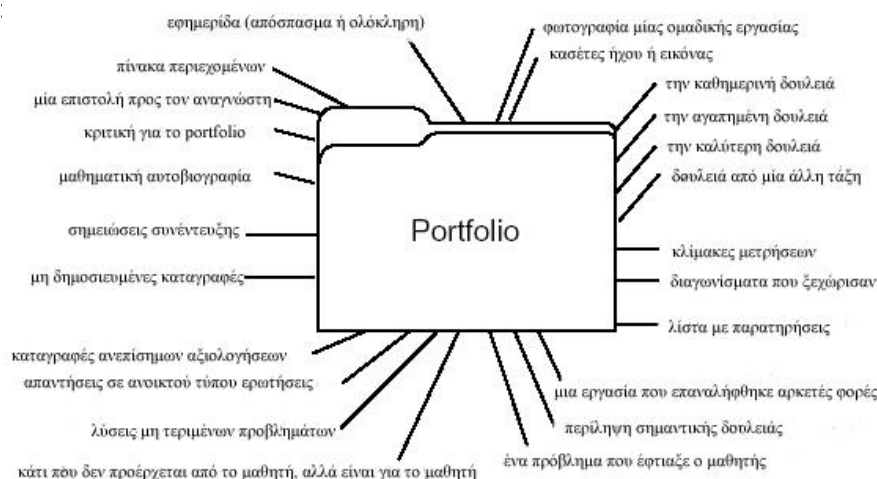 εφημερίδα (απόσπασμα ή ολόκληρη)
φωτογραφία μίας ομαδικής εργασίας
κασέτες ήχου ή εικόνας
πίνακα περιεχομένων
την καθημερινή δουλειά
μία επιστολή προς τον αναγνώστη
την αγαπημένη δουλειά
κριτική για το portfolio
την καλύτερη δουλειά
μαθηματική αυτοβιογραφία
δουλειά από μία άλλη τάξη
Portfolio
σημειώσεις συνέντευξης
κλίμακες μετρήσεων
μη δημοσιευμένες καταγραφές
διαγωνίσματα που ξεχώρισαν
λίστα με παρατηρήσεις
καταγραφές ανεπίσημων αξιολογήσεων
απαντήσεις σε ανοικτού τύπου ερωτήσεις
μια εργασία που επαναλήφθηκε αρκετές φορές
λύσεις μη τεριμένων προβλημάτων
περίληψη σημαντικής δουλειάς
κάτι που δεν προέρχεται από το μαθητή, αλλά είναι για το μαθητή
ένα πρόβλημα που έφτιαξε ο μαθητής